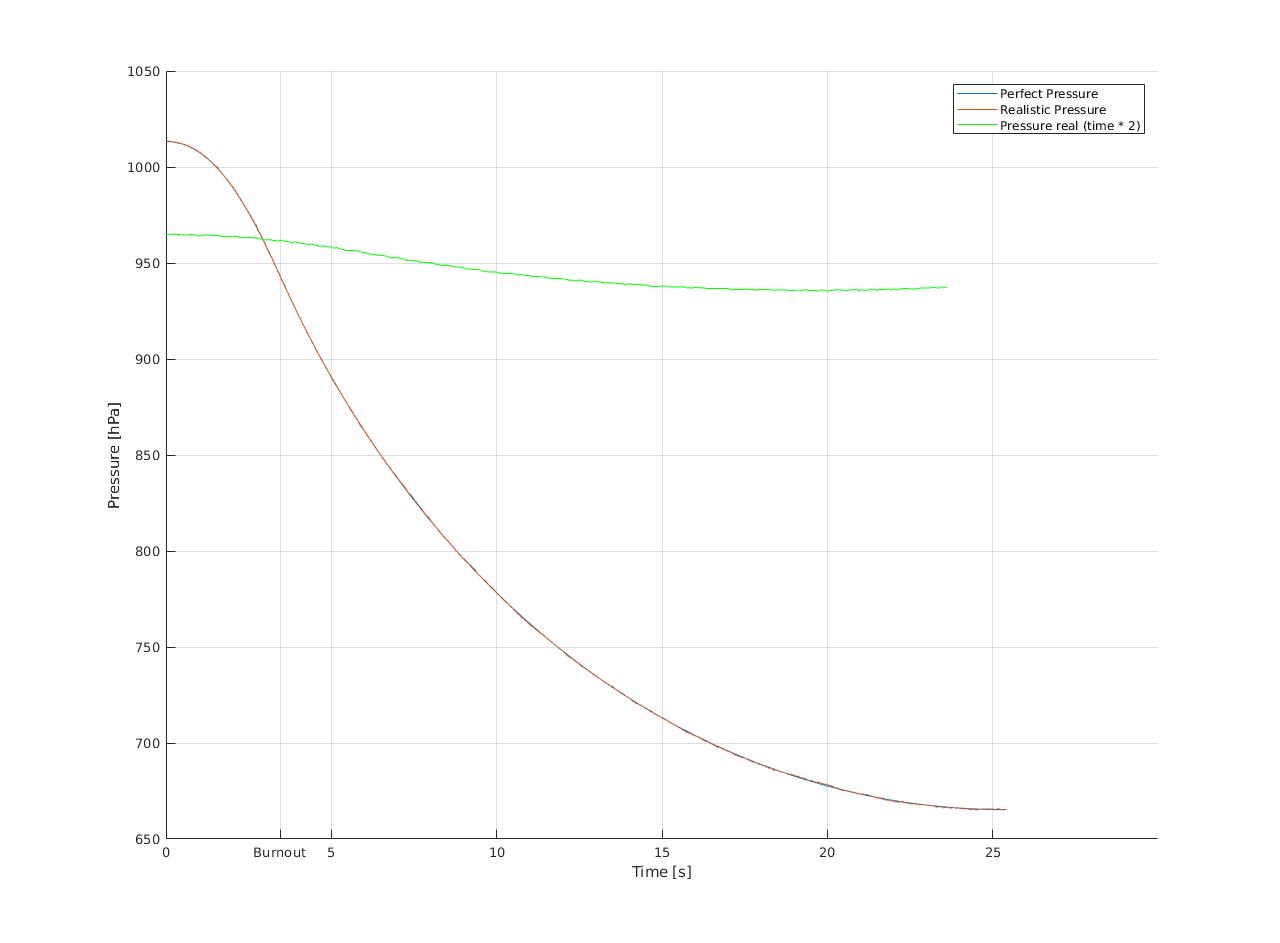 1050
1000
950
900
850
800
750
700
650
Pressure [hPa]
Perfect Pressure
Realistic Pressure
Pressure real (time * 2)
0 Burnout 5 10 15 20 25
Time [s]